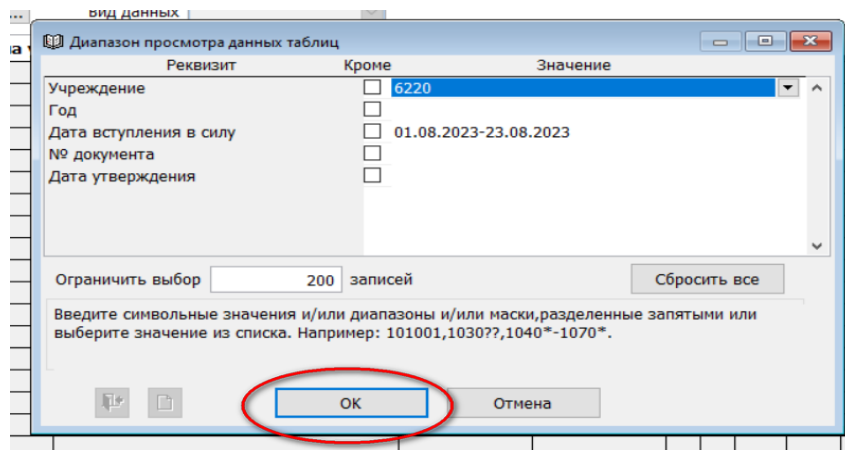 ...
вид данных
Диапазон просмотра данных таблиц
Реквизит Кроме Значение
Учреждение 6220
Год
Дата вступления в силу 01.08.2023-23.08.2023
№ документа
Дата утверждения
Ограничить выбор 200 записей Сбросить все
Введите символьные значения и/или диапазоны и/или маски,разделенные запятыми или
выберите значение из списка. Например: 101001,1030??,1040*-1070*.
ОК Отмена